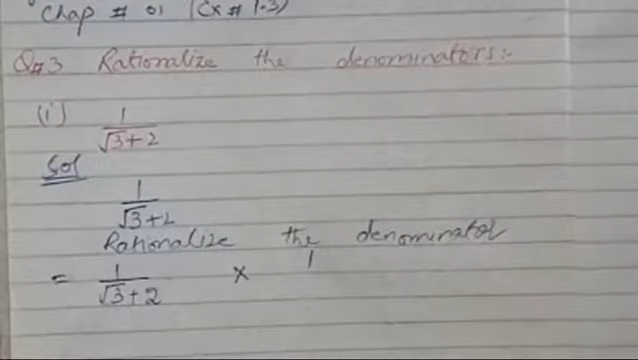 Chap # 01 (Ex # 1.3)
Q#3 Rationalize the denominators:-
(i) 1/√3+2
Sol
1/√3+2
Rationalize the denominator
= 1/√3+2 × 1